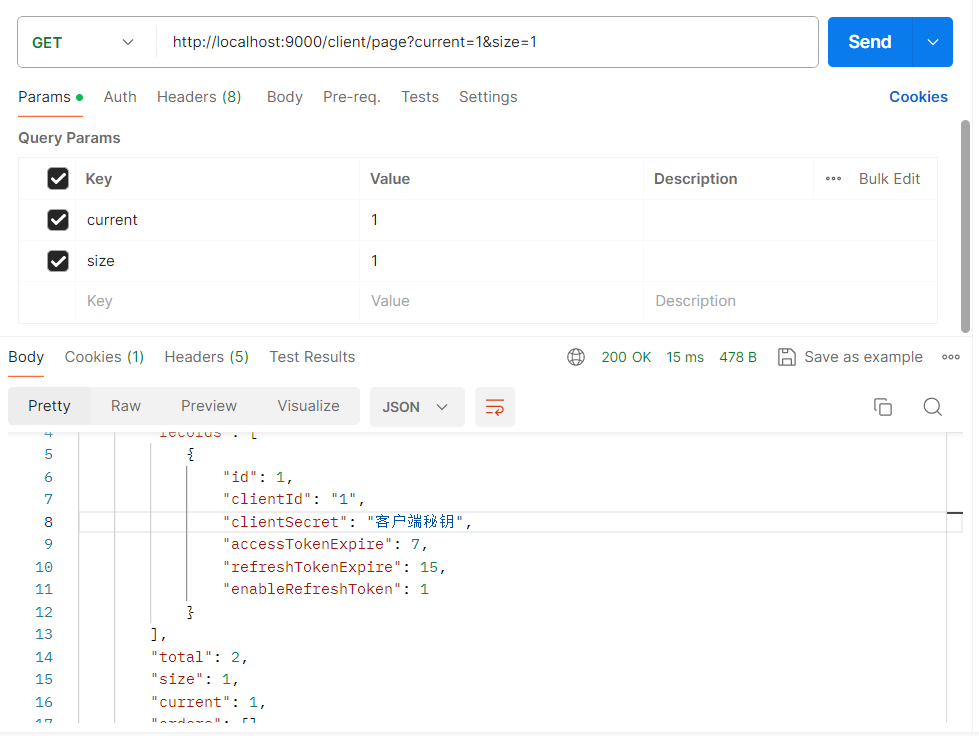 GET http://localhost:9000/client/page?current=1&size=1 Send
Params Auth Headers (8) Body Pre-req. Tests Settings Cookies
Query Params
Key Value Description Bulk Edit
current 1
size 1
Key Value Description
Body Cookies (1) Headers (5) Test Results 200 OK 15 ms 478 B Save as example
Pretty Raw Preview Visualize JSON
4 "records": [
5 {
6 "id": 1,
7 "clientId": "1",
8 "clientSecret": "客户端秘钥",
9 "accessTokenExpire": 7,
10 "refreshTokenExpire": 15,
11 "enableRefreshToken": 1
12 }
13 ],
14 "total": 2,
15 "size": 1,
16 "current": 1,
17 "orders": [],